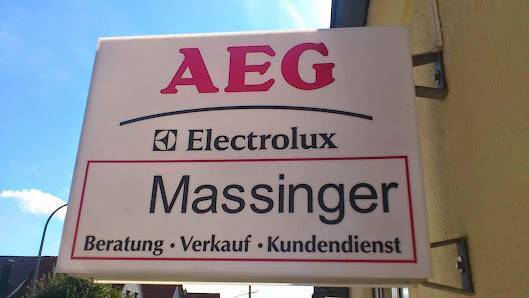 AEG
Electrolux
Massinger
Beratung · Verkauf · Kundendienst